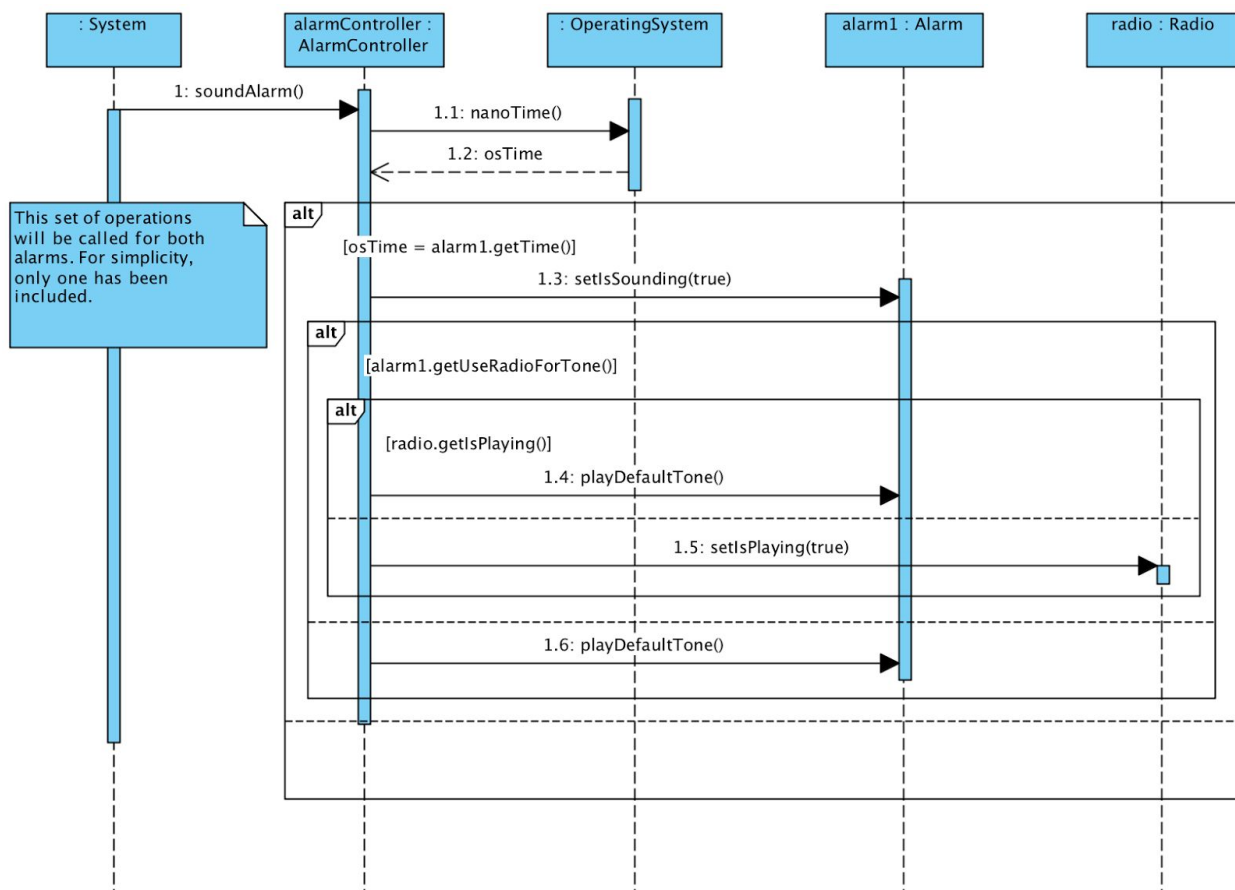 : System
alarmController :
AlarmController
: OperatingSystem
alarm1 : Alarm
radio : Radio
1: soundAlarm()
1.1: nanoTime()
1.2: osTime
This set of operations
will be called for both
alarms. For simplicity,
only one has been
included.
alt
[osTime = alarm1.getTime()]
1.3: setIsSounding(true)
alt
[alarm1.getUseRadioForTone()]
alt
[radio.getIsPlaying()]
1.4: playDefaultTone()
1.5: setIsPlaying(true)
1.6: playDefaultTone()